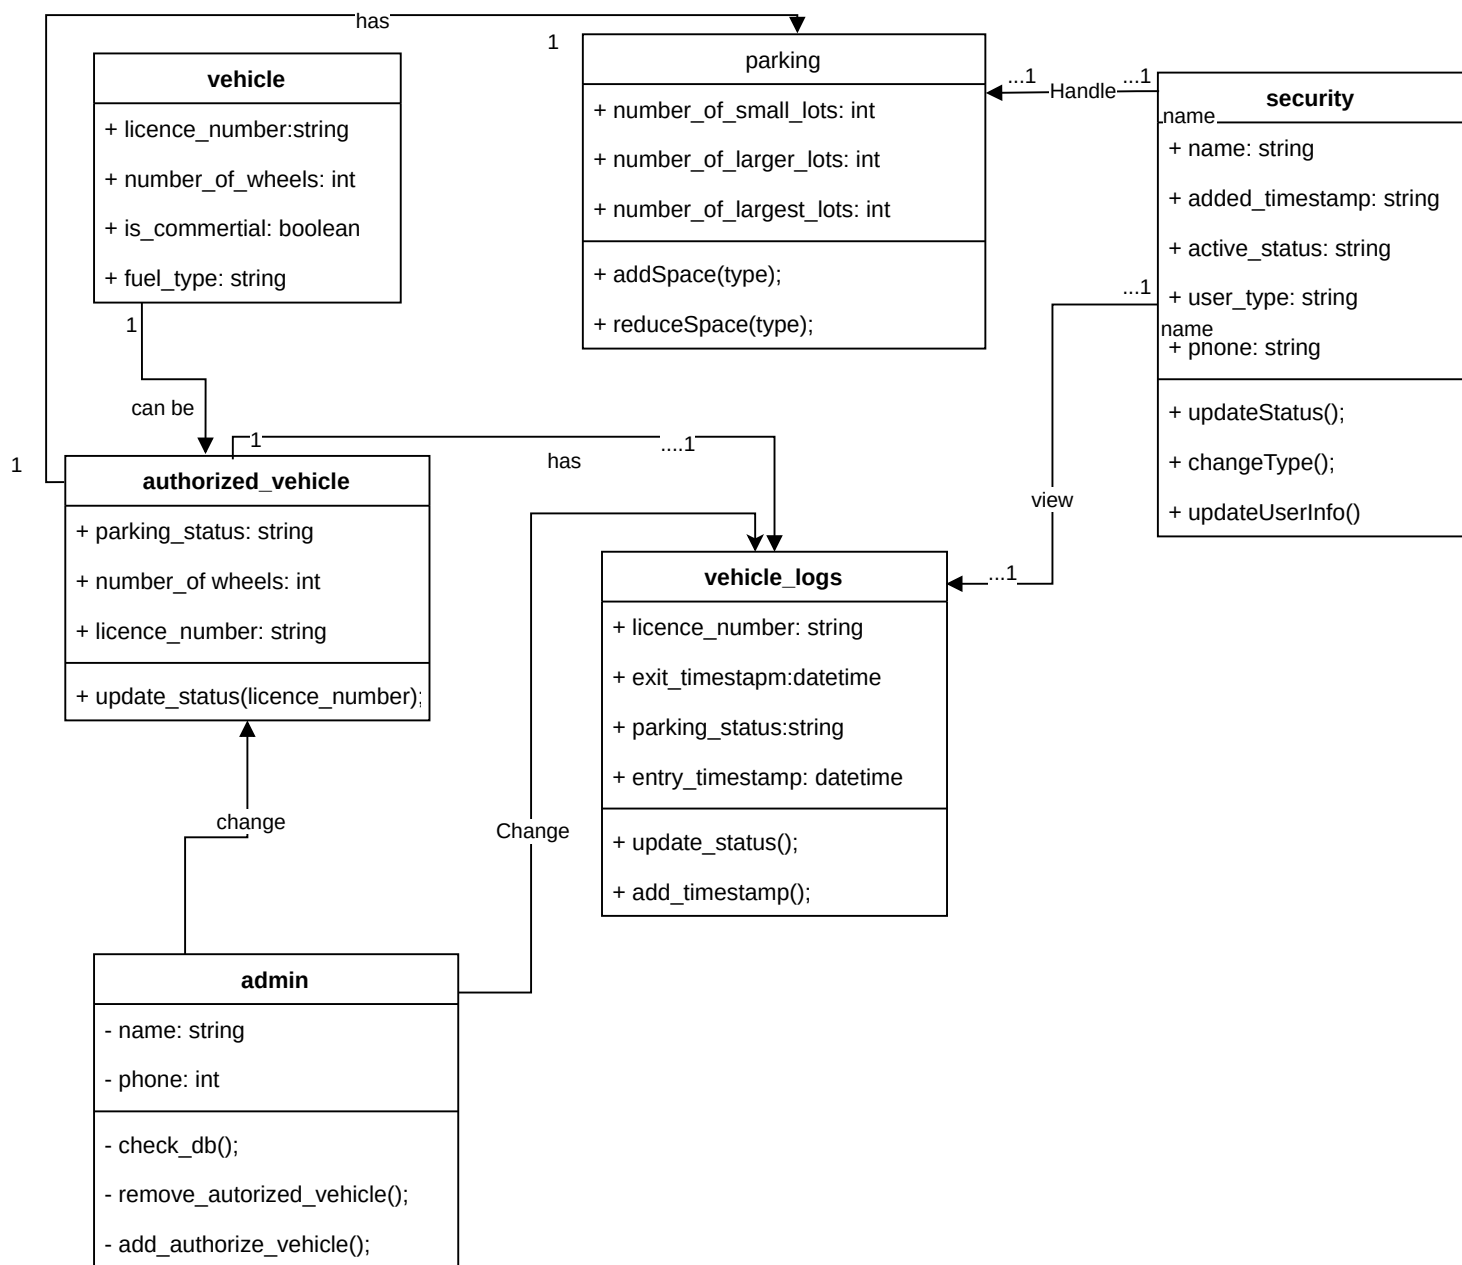 has
1
vehicle
+ licence_number:string
+ number_of_wheels: int
+ is_commertial: boolean
+ fuel_type: string
1
can be
parking
+ number_of_small_lots: int
+ number_of_larger_lots: int
+ number_of_largest_lots: int
+ addSpace(type);
+ reduceSpace(type);
...1
Handle
...1
security
name
+ name: string
+ added_timestamp: string
+ active_status: string
...1
+ user_type: string
name
+ phone: string
+ updateStatus();
+ changeType();
+ updateUserInfo()
view
...1
1
1
has
....1
authorized_vehicle
+ parking_status: string
+ number_of wheels: int
+ licence_number: string
+ update_status(licence_number);
change
Change
vehicle_logs
+ licence_number: string
+ exit_timestapm:datetime
+ parking_status:string
+ entry_timestamp: datetime
+ update_status();
+ add_timestamp();
admin
- name: string
- phone: int
- check_db();
- remove_autorized_vehicle();
- add_authorize_vehicle();